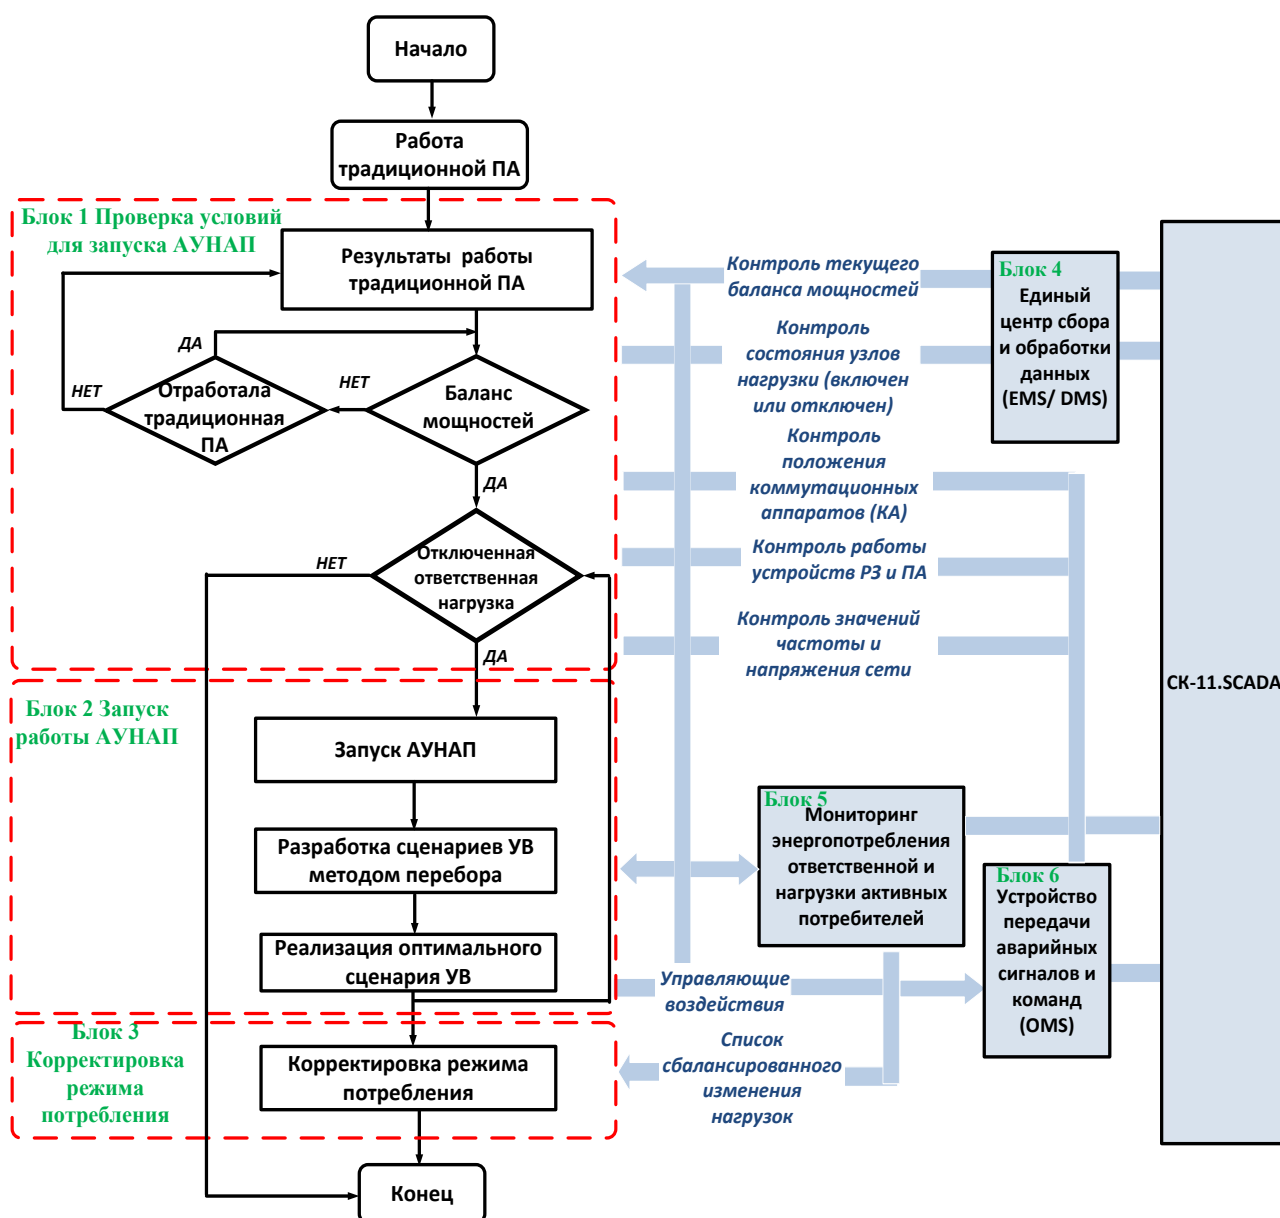 Начало
Работа
традиционной ПА
Блок 1 Проверка условий
для запуска АУНАП
Результаты работы
традиционной ПА
ДА
НЕТ
Отработала
традиционная
ПА
НЕТ
Баланс
мощностей
ДА
НЕТ
Отключенная
ответственная
нагрузка
ДА
Блок 2 Запуск
работы АУНАП
Запуск АУНАП
Разработка сценариев УВ
методом перебора
Реализация оптимального
сценария УВ
Блок 3
Корректировка
режима
потребления
Корректировка режима
потребления
Конец
Контроль текущего
баланса мощностей
Контроль
состояния узлов
нагрузки (включен
или отключен)
Контроль
положения
коммутационных
аппаратов (КА)
Контроль работы
устройств РЗ и ПА
Контроль значений
частоты и
напряжения сети
Управляющие
воздействия
Список
сбалансированного
изменения
нагрузок
Блок 4
Единый
центр сбора
и обработки
данных
(EMS/ DMS)
Блок 5
Мониторинг
энергопотребления
ответственной и
нагрузки активных
потребителей
Блок 6
Устройство
передачи
аварийных
сигналов и
команд
(OMS)
СК-11.SCADA